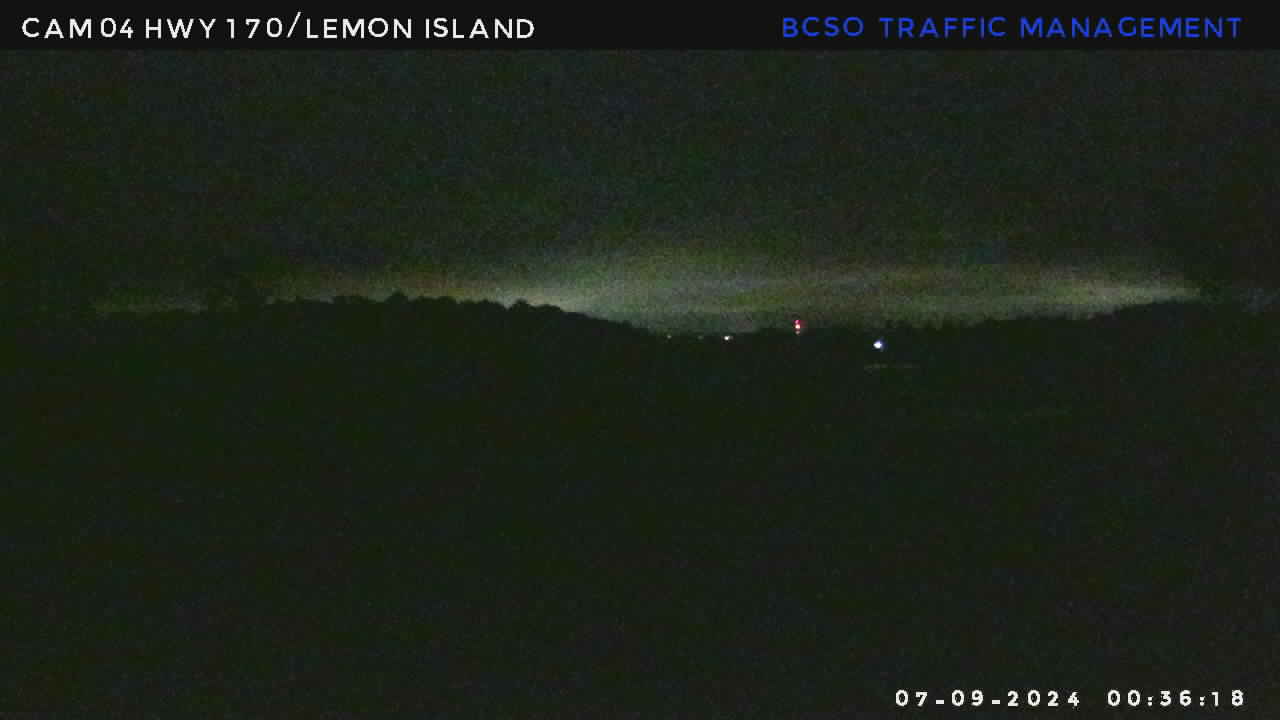 CAM04 HWY 170/LEMON ISLAND
BCSO TRAFFIC MANAGEMENT
07-09-2024 00:36:18